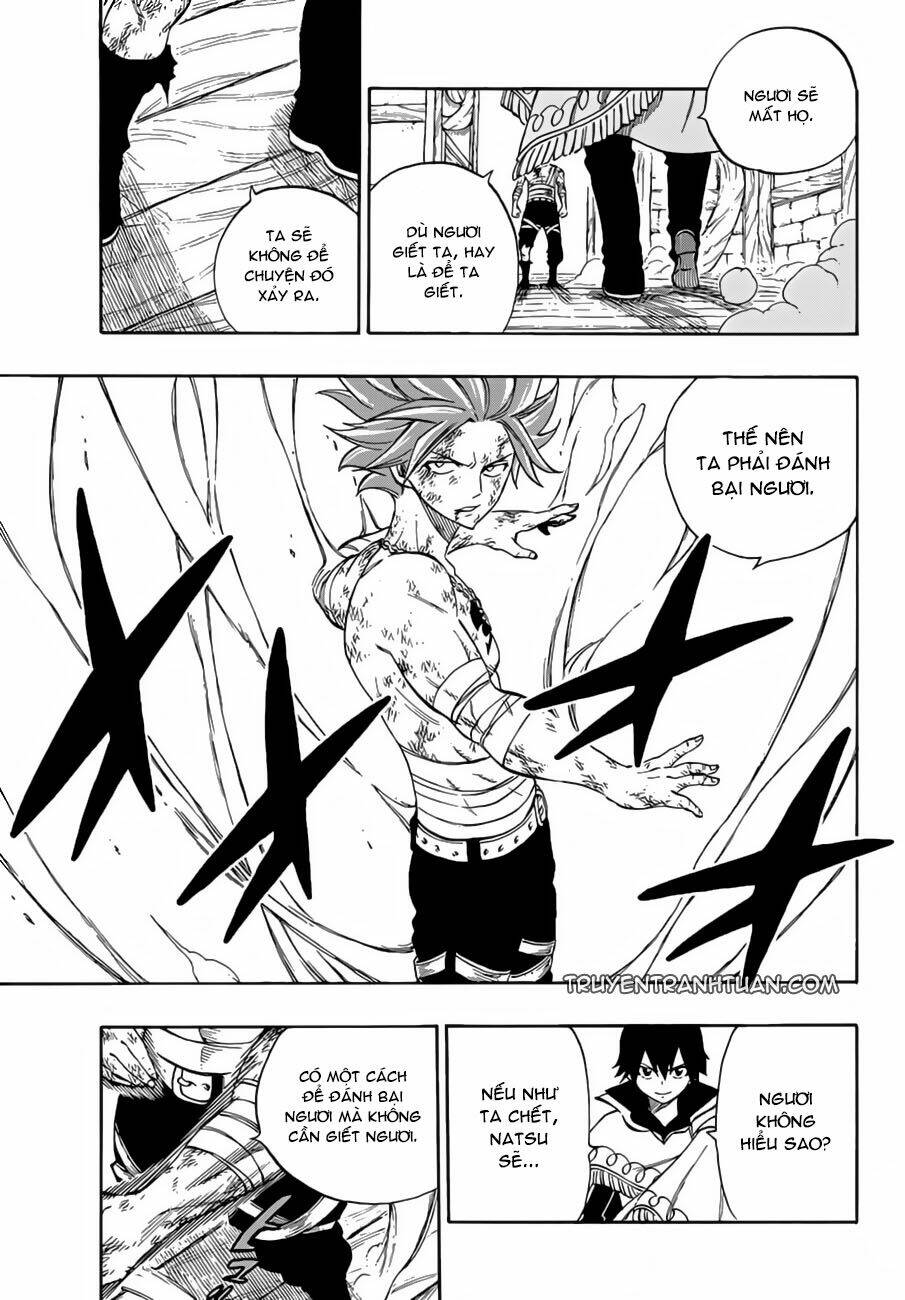 NGƯƠI SẼ
MẤT HỌ.
DÙ NGƯƠI
GIẾT TA, HAY
LÀ ĐỂ TA
GIẾT.
TA SẼ
KHÔNG ĐỂ
CHUYỆN ĐÓ
XẢY RA.
THẾ NÊN
TA PHẢI ĐÁNH
BẠI NGƯƠI.
TRUYENTRANHTUAN.COM
NGƯƠI
KHÔNG
HIỂU SAO?
NẾU NHƯ
TA CHẾT,
NATSU
SẼ...
CÓ MỘT CÁCH
ĐỂ ĐÁNH BẠI
NGƯƠI MÀ KHÔNG
CẦN GIẾT NGƯƠI.